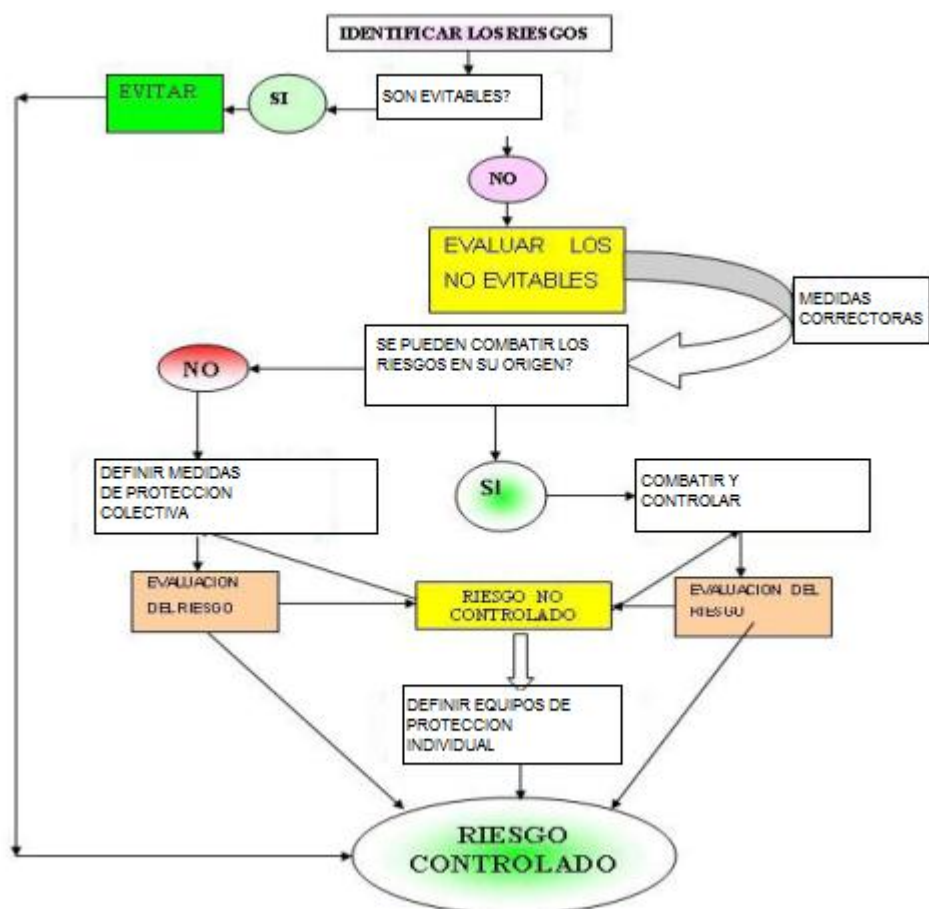 IDENTIFICAR LOS RIESGOS
EVITAR
SI
SON EVITABLES?
NO
EVALUAR LOS
NO EVITABLES
MEDIDAS
CORRECTORAS
SE PUEDEN COMBATIR LOS
RIESGOS EN SU ORIGEN?
NO
DEFINIR MEDIDAS
DE PROTECCION
COLECTIVA
SI
COMBATIR Y
CONTROLAR
EVALUACION
DEL RIESGO
RIESGO NO
CONTROLADO
EVALUACION DEL
RIESGO
DEFINIR EQUIPOS DE
PROTECCION
INDIVIDUAL
RIESGO
CONTROLADO